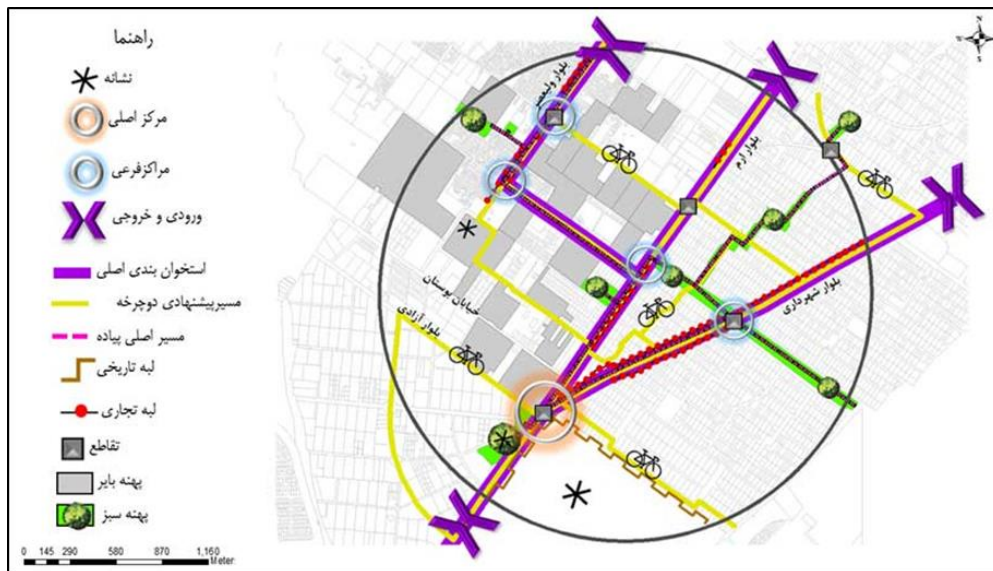 راهنما
نشانه
مرکز اصلی
مراکزفرعی
ورودی و خروجی
استخوان بندی اصلی
مسیرپیشنهادی دوچرخه
مسیر اصلی پیاده
لبه تاریخی
لبه تجاری
تقاطع
پهنه بایر
پهنه سبز
0 145 290 580 870 1,160
Meter
N
W E
S
بلوار ولیعصر
بلوار ارم
بلوار شهرداری
خیابان بوستان
بلوار آزادی